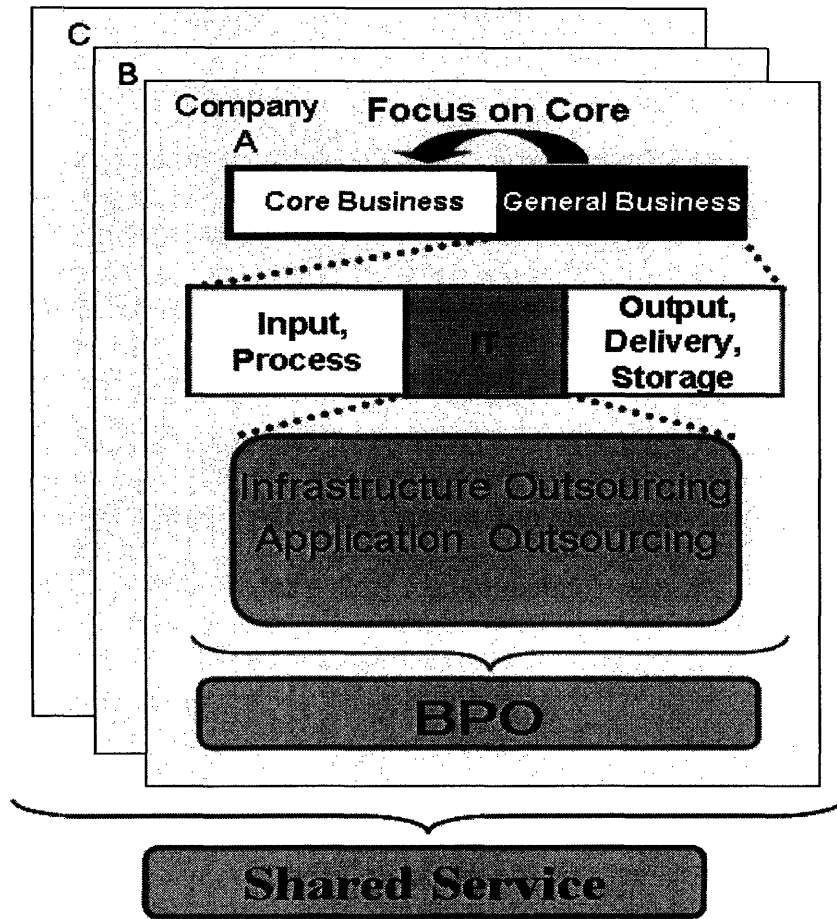 C
B
Company
A
Focus on Core
Core Business
General Business
Input,
Process
IT
Output,
Delivery,
Storage
Infrastructure Outsourcing
Application Outsourcing
BPO
Shared Service